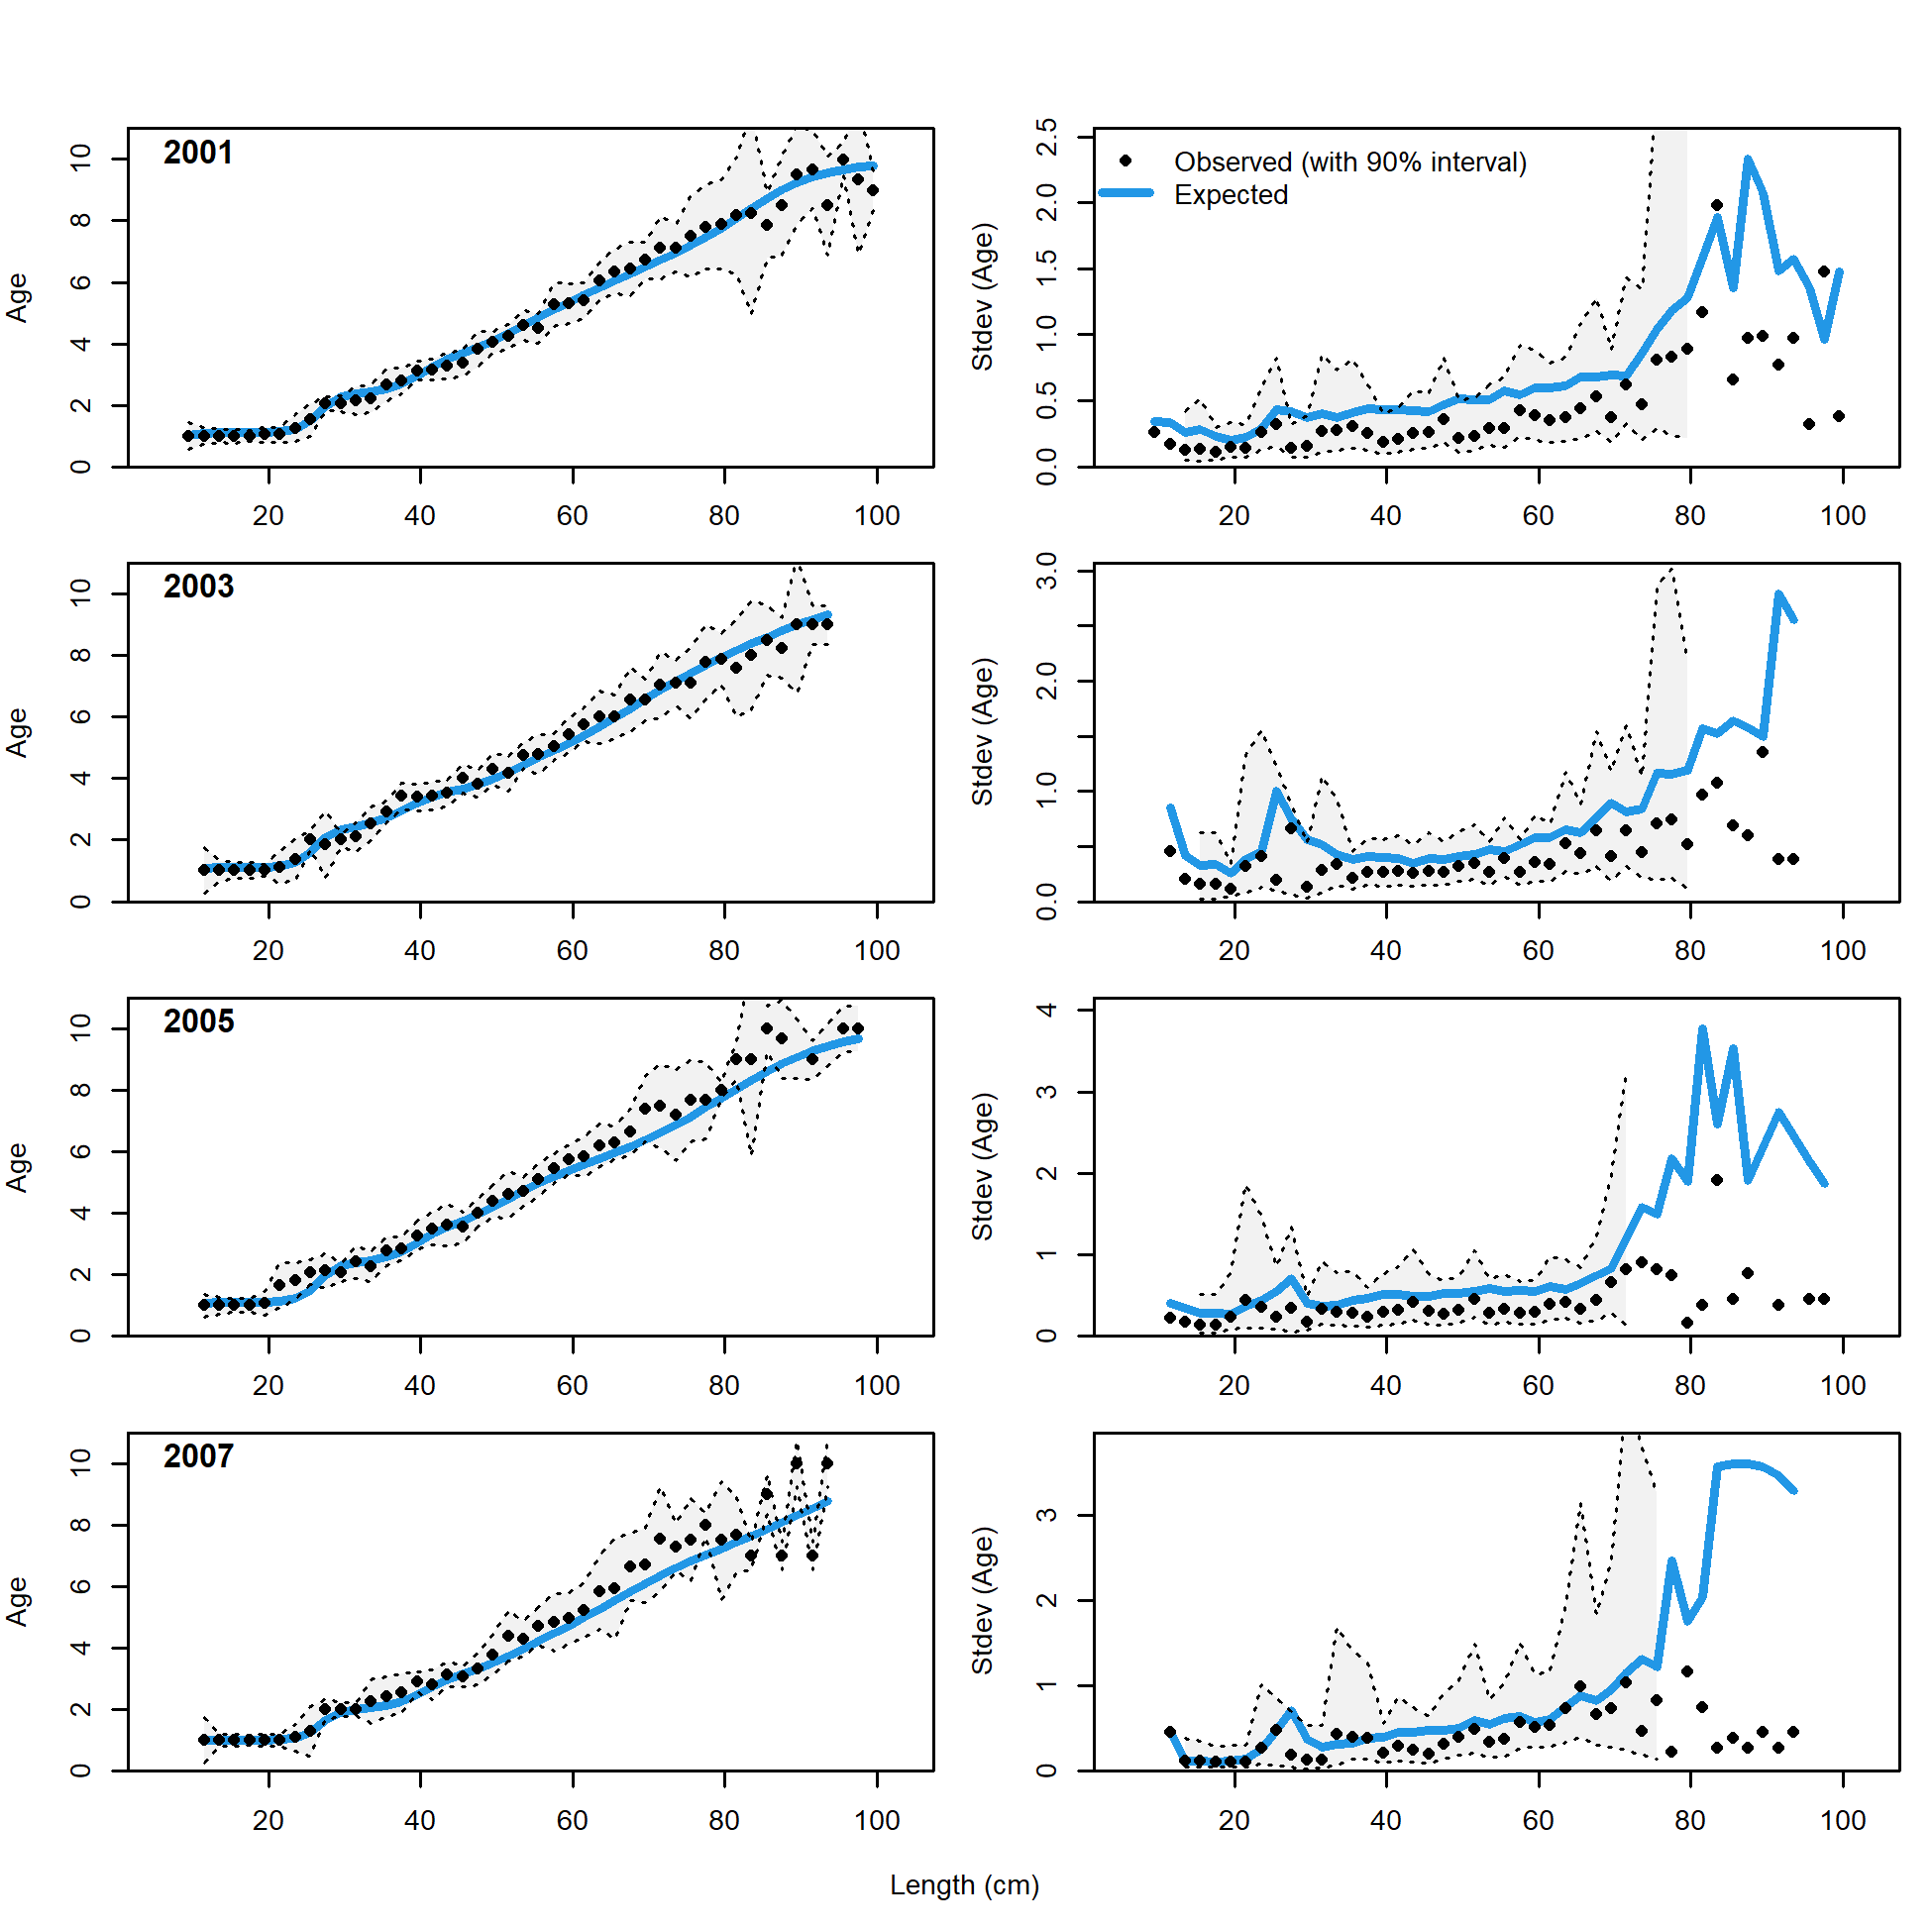 2001
Age
0 2 4 6 8 10
20 40 60 80 100
Observed (with 90% interval)
Expected
Stdev (Age)
0.0 0.5 1.0 1.5 2.0 2.5
20 40 60 80 100
2003
Age
0 2 4 6 8 10
20 40 60 80 100
Stdev (Age)
0.0 1.0 2.0 3.0
20 40 60 80 100
2005
Age
0 2 4 6 8 10
20 40 60 80 100
Stdev (Age)
0 1 2 3 4
20 40 60 80 100
2007
Age
0 2 4 6 8 10
20 40 60 80 100
Stdev (Age)
0 1 2 3
20 40 60 80 100
Length (cm)